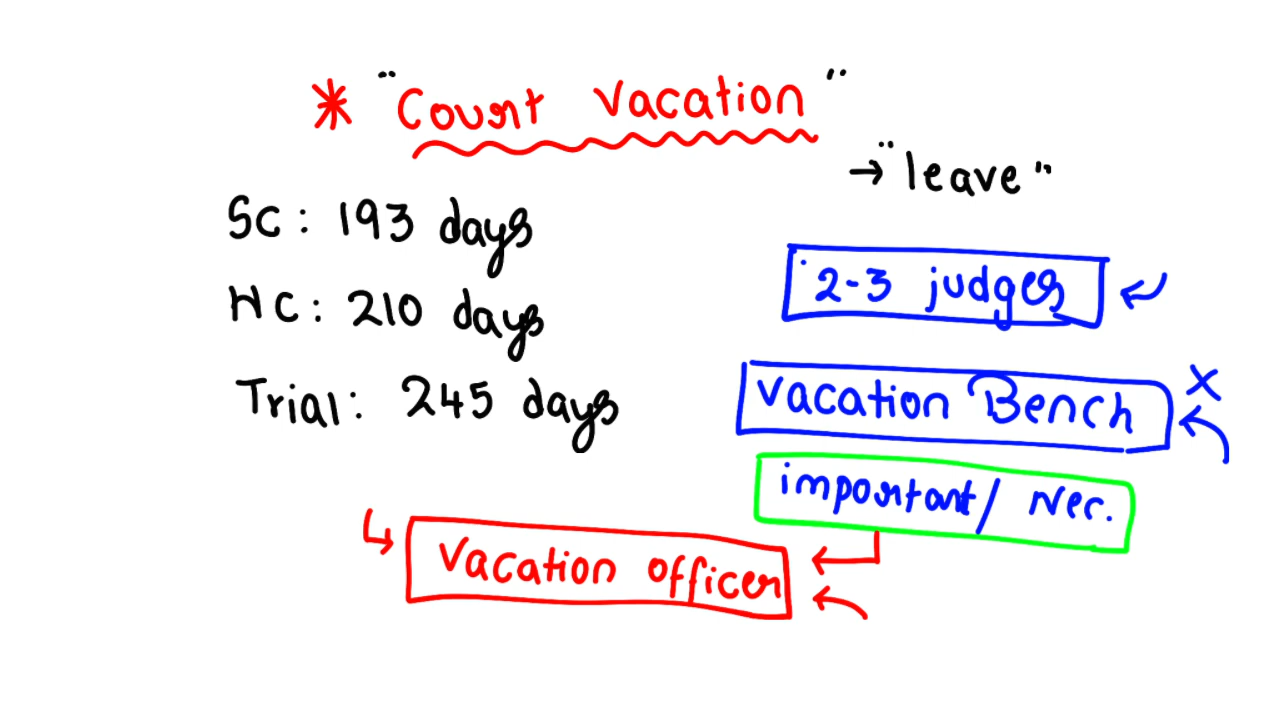 * "Court Vacation"
→ "leave"
SC: 193 days
HC: 210 days
Trial: 245 days
2-3 judges
Vacation Bench x
important/ Nec.
Vacation officer